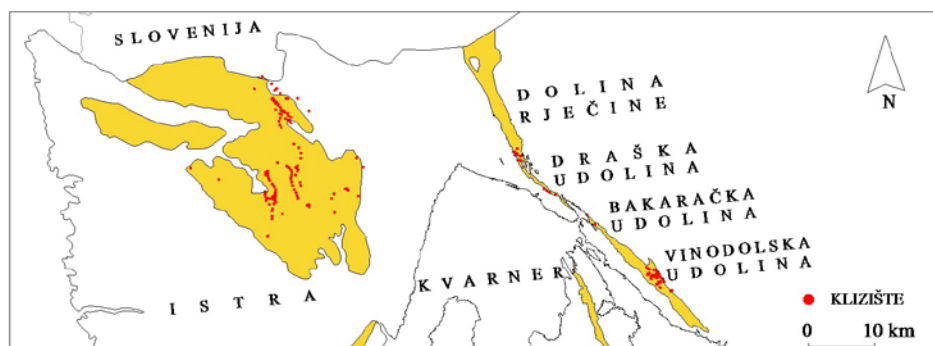 SLOVENIJA
DOLINA
RJEČINE
N
DRAŠKA
UDOLINA
BAKARAČKA
UDOLINA
VINODOLSKA
UDOLINA
KVARNER
ISTRA
KLIZIŠTE
0 10 km